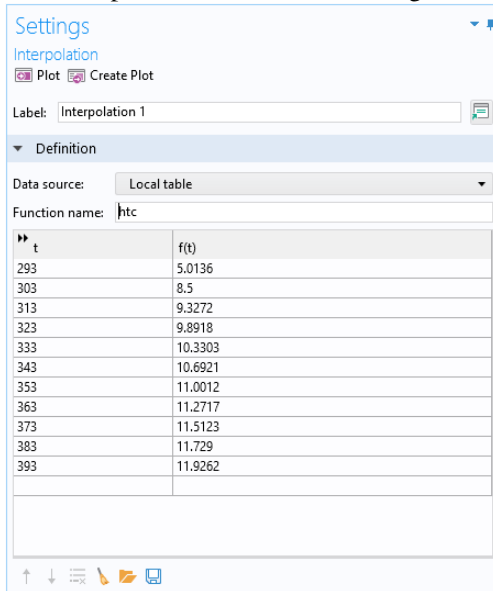 Settings
Interpolation
Plot Create Plot
Label: Interpolation 1
Definition
Data source: Local table
Function name: htc
t f(t)
293 5.0136
303 8.5
313 9.3272
323 9.8918
333 10.3303
343 10.6921
353 11.0012
363 11.2717
373 11.5123
383 11.729
393 11.9262